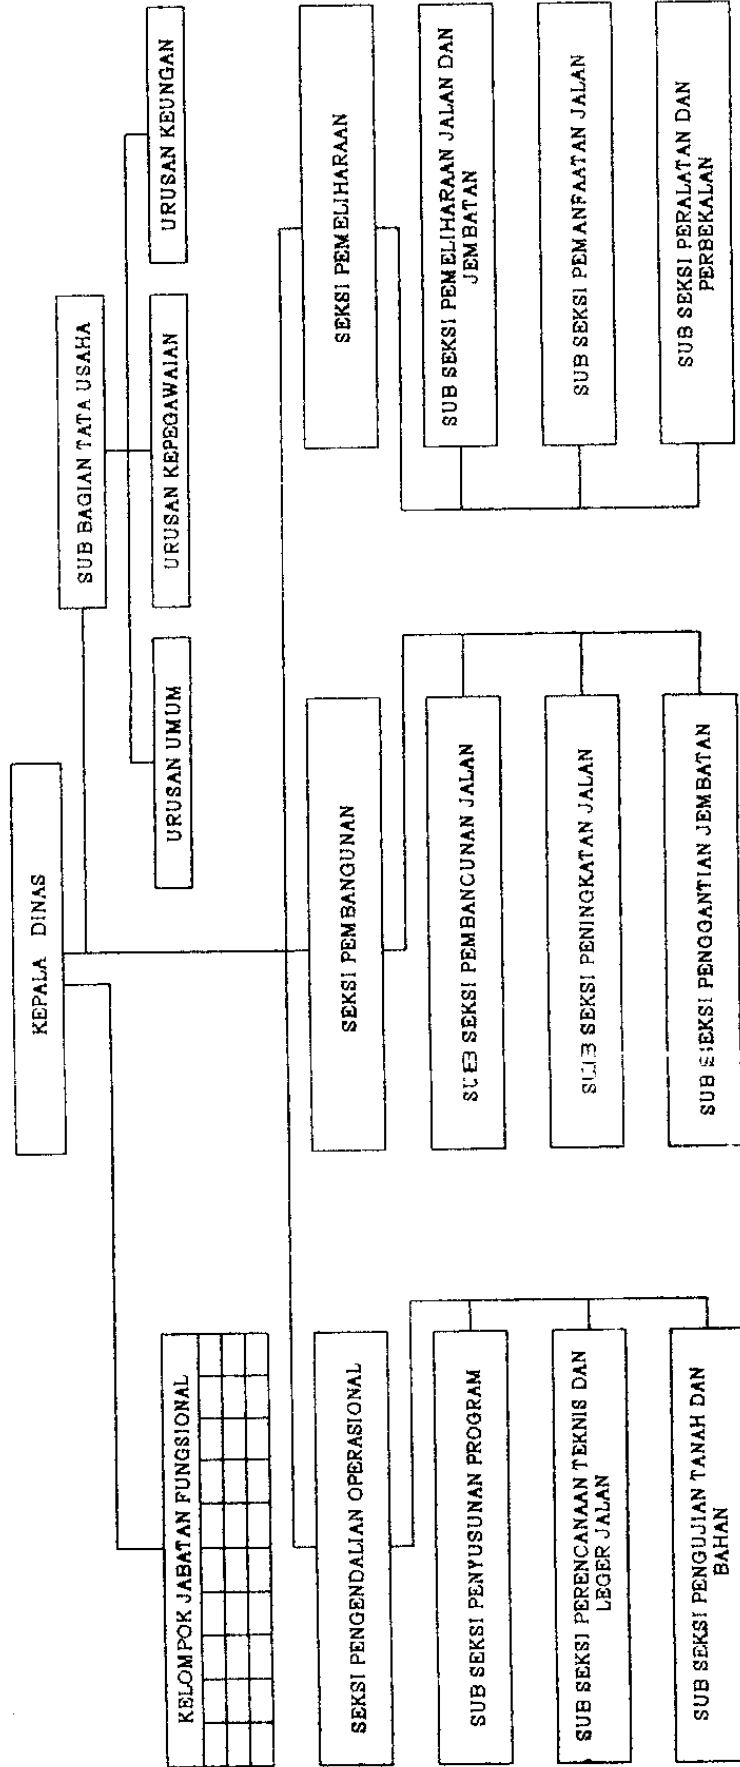 KEPALA DINAS
SUB BAGIAN TATA USAHA
URUSAN UMUM
URUSAN KEPEGAWAIAN
URUSAN KEUNGAN
KELOMPOK JABATAN FUNGSIONAL
SEKSI PENGENDALIAN OPERASIONAL
SUB SEKSI PENYUSUNAN PROGRAM
SUB SEKSI PERENCANAAN TEKNIS DAN
LEGER JALAN
SUB SEKSI PENGUJIAN TANAH DAN
BAHAN
SEKSI PEMBANGUNAN
SUB SEKSI PEMBANGUNAN JALAN
SUB SEKSI PENINGKATAN JALAN
SUB SEKSI PENGGANTIAN JEMBATAN
SEKSI PEMELIHARAAN
SUB SEKSI PEMELIHARAAN JALAN DAN
JEMBATAN
SUB SEKSI PEMANFAATAN JALAN
SUB SEKSI PERALATAN DAN
PERBEKALAN